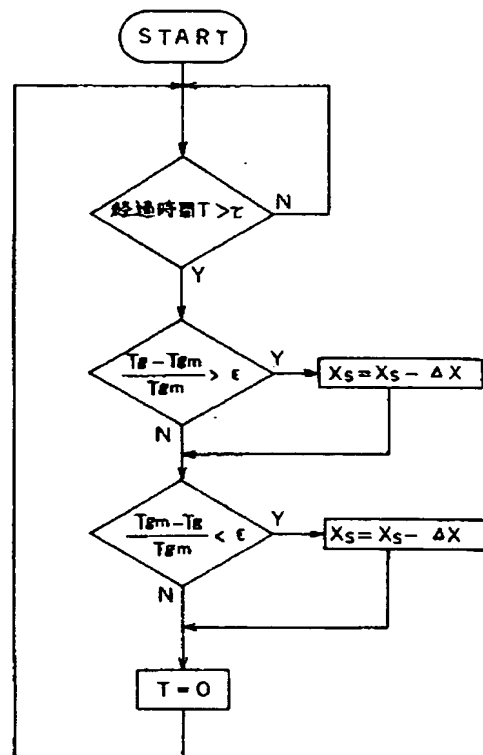 START
経過時間T>τ
N
Y
Tg-Tgm
Tgm
> ε
Y
Xs=Xs- ΔX
N
Tgm-Tg
Tgm
< ε
Y
Xs=Xs- ΔX
N
T=0